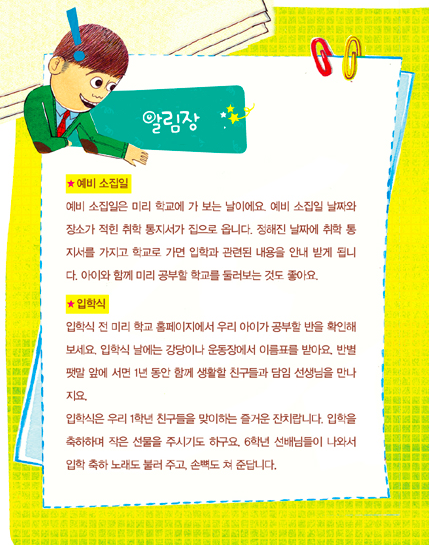 알림장
★ 예비 소집일
예비 소집일은 미리 학교에 가 보는 날이에요. 예비 소집일 날짜와
장소가 적힌 취학 통지서가 집으로 옵니다. 정해진 날짜에 취학 통
지서를 가지고 학교로 가면 입학과 관련된 내용을 안내 받게 됩니
다. 아이와 함께 미리 공부할 학교를 둘러보는 것도 좋아요.
★ 입학식
입학식 전 미리 학교 홈페이지에서 우리 아이가 공부할 반을 확인해
보세요. 입학식 날에는 강당이나 운동장에서 이름표를 받아요. 반별
팻말 앞에 서면 1년 동안 함께 생활할 친구들과 담임 선생님을 만나
지요.
입학식은 우리 1학년 친구들을 맞이하는 즐거운 잔치랍니다. 입학을
축하하며 작은 선물을 주시기도 하구요. 6학년 선배님들이 나와서
입학 축하 노래도 불러 주고, 손뼉도 쳐 준답니다.